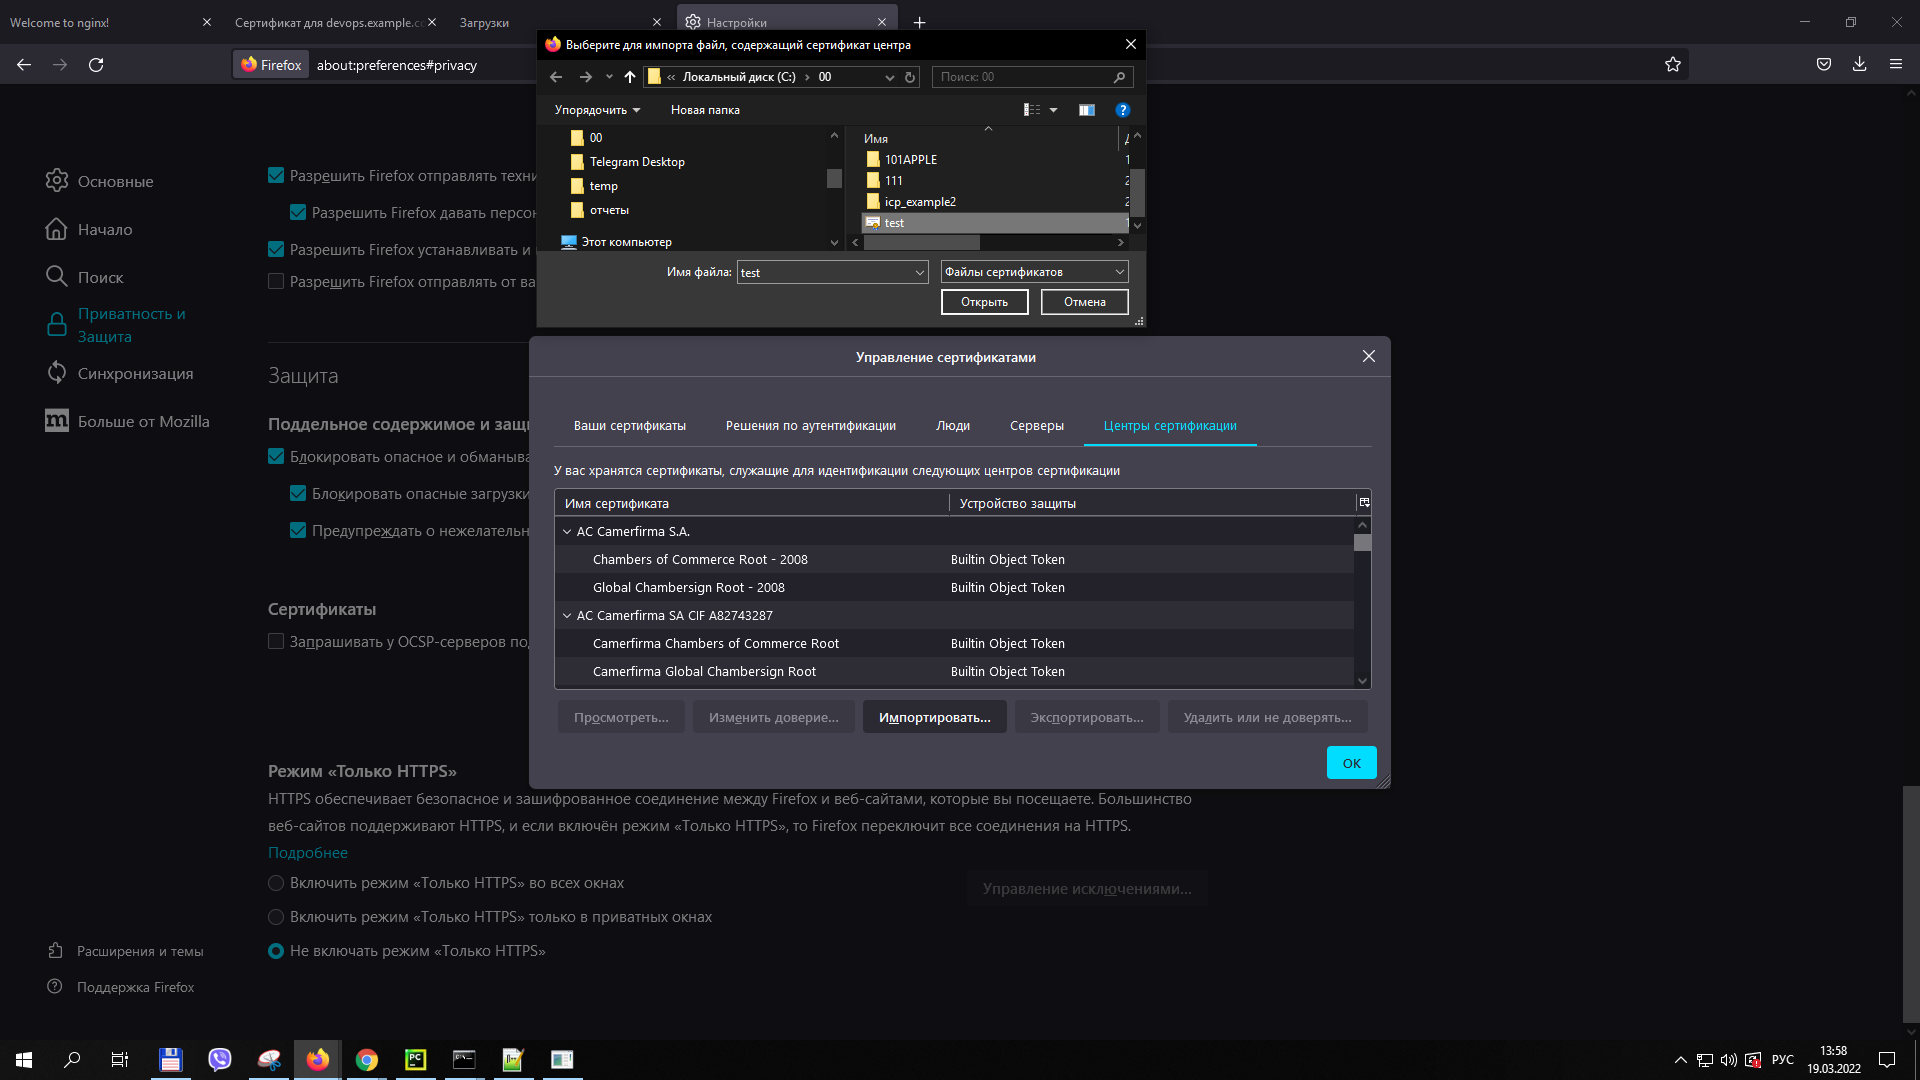 Welcome to nginx!
Сертификат для devops.example.co
Загрузки
Настройки
Firefox
about:preferences#privacy
Выберите для импорта файл, содержащий сертификат центра
« Локальный диск (C:) › 00
Поиск: 00
Упорядочить
Новая папка
00
Telegram Desktop
temp
отчеты
Этот компьютер
Имя
101APPLE
111
icp_example2
test
Имя файла:
test
Файлы сертификатов
Открыть
Отмена
Основные
Начало
Поиск
Приватность и
Защита
Синхронизация
Больше от Mozilla
Разрешить Firefox отправлять техни
Разрешить Firefox давать персон
Разрешить Firefox устанавливать и
Разрешить Firefox отправлять от ва
Защита
Поддельное содержимое и защи
Блокировать опасное и обманыва
Блокировать опасные загрузки
Предупреждать о нежелательн
Сертификаты
Запрашивать у OCSP-серверов по
Управление сертификатами
Ваши сертификаты
Решения по аутентификации
Люди
Серверы
Центры сертификации
У вас хранятся сертификаты, служащие для идентификации следующих центров сертификации
Имя сертификата
Устройство защиты
AC Camerfirma S.A.
Chambers of Commerce Root - 2008
Builtin Object Token
Global Chambersign Root - 2008
Builtin Object Token
AC Camerfirma SA CIF A82743287
Camerfirma Chambers of Commerce Root
Builtin Object Token
Camerfirma Global Chambersign Root
Builtin Object Token
Просмотреть...
Изменить доверие...
Импортировать...
Экспортировать...
Удалить или не доверять...
OK
Режим «Только HTTPS»
HTTPS обеспечивает безопасное и зашифрованное соединение между Firefox и веб-сайтами, которые вы посещаете. Большинство
веб-сайтов поддерживают HTTPS, и если включён режим «Только HTTPS», то Firefox переключит все соединения на HTTPS.
Подробнее
Включить режим «Только HTTPS» во всех окнах
Управление исключениями...
Включить режим «Только HTTPS» только в приватных окнах
Не включать режим «Только HTTPS»
Расширения и темы
Поддержка Firefox
РУС
13:58
19.03.2022